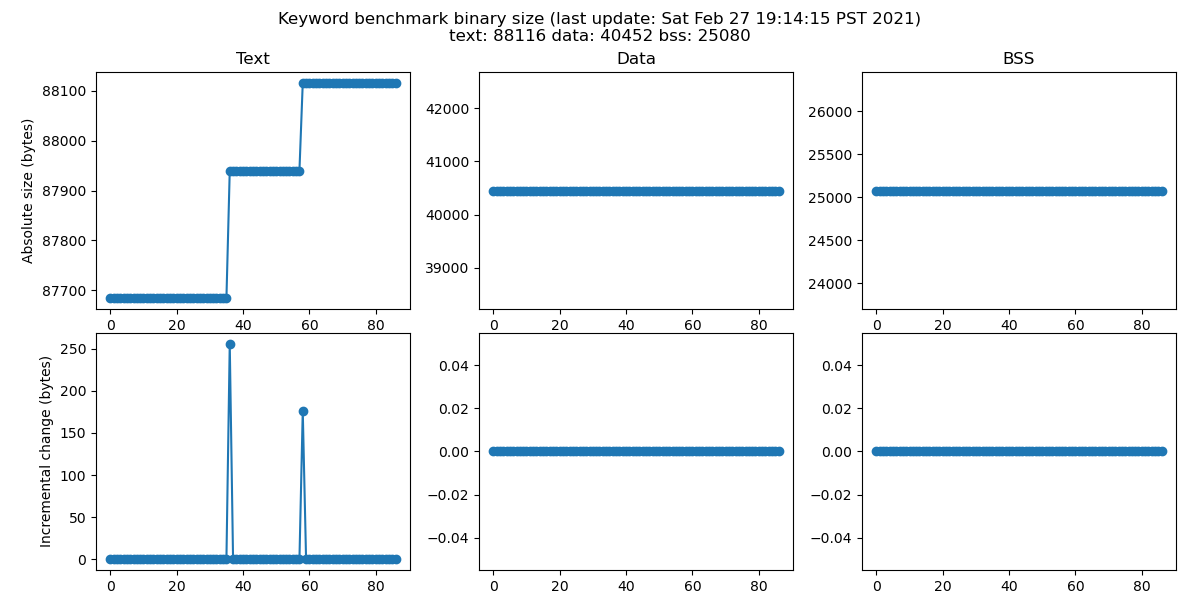 Keyword benchmark binary size (last update: Sat Feb 27 19:14:15 PST 2021)
text: 88116 data: 40452 bss: 25080
Text
Data
BSS
Absolute size (bytes)
88100
88000
87900
87800
87700
0 20 40 60 80
42000
41000
40000
39000
0 20 40 60 80
26000
25500
25000
24500
24000
0 20 40 60 80
Incremental change (bytes)
250
200
150
100
50
0
0 20 40 60 80
0.04
0.02
0.00
−0.02
−0.04
0 20 40 60 80
0.04
0.02
0.00
−0.02
−0.04
0 20 40 60 80